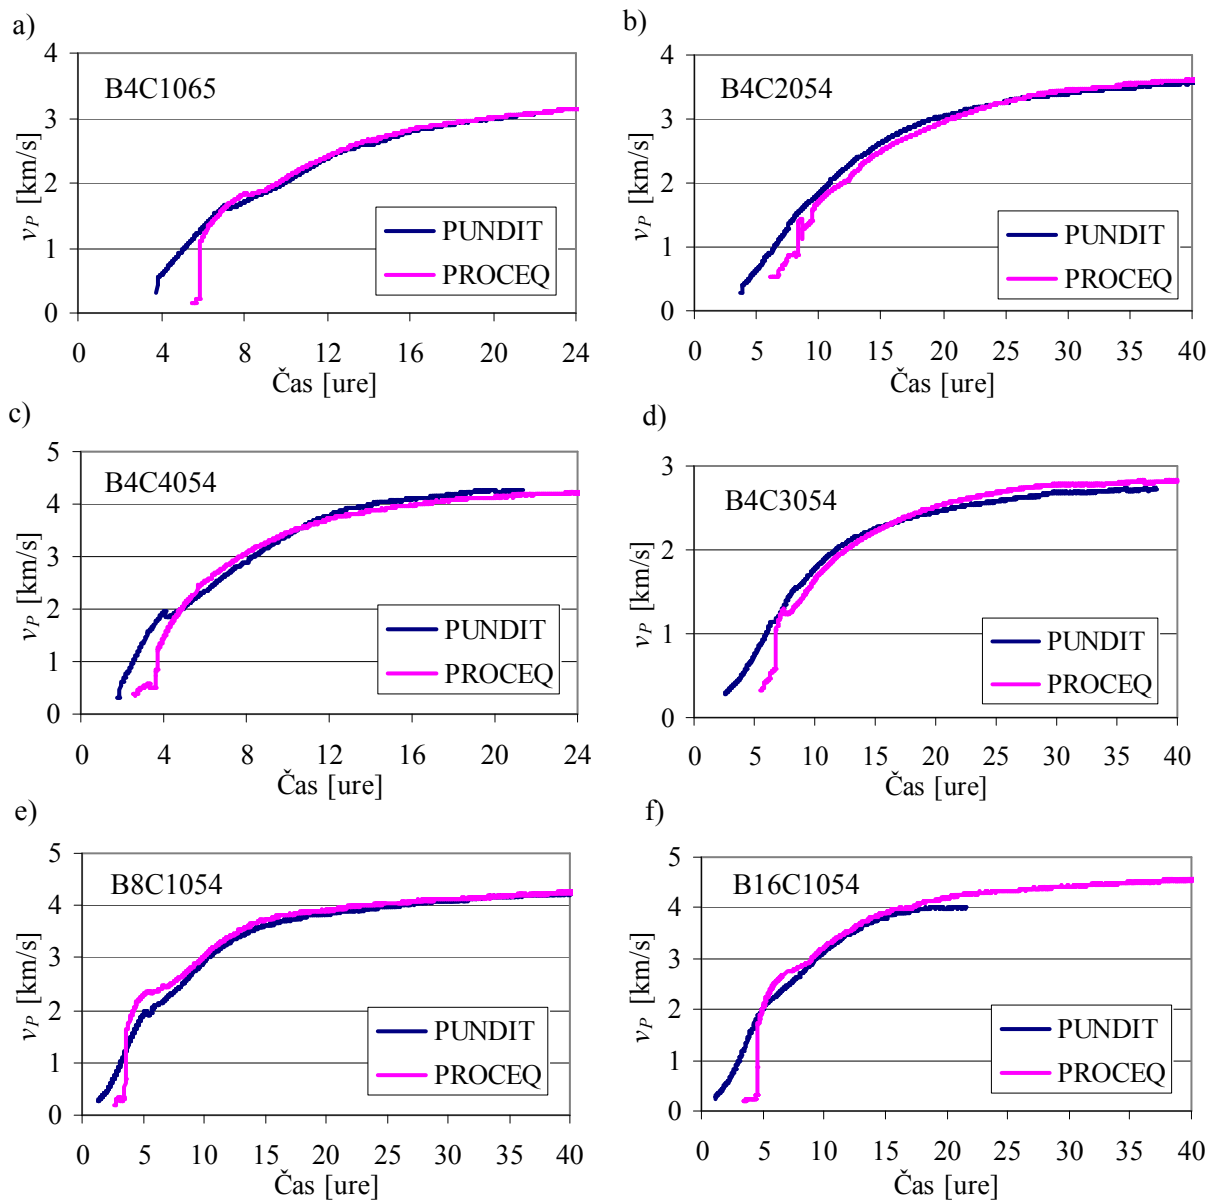 a)
4
3
2
1
0
v_P [km/s]
B4C1065
PUNDIT
PROCEQ
0 4 8 12 16 20 24
Čas [ure]
b)
4
3
2
1
0
v_P [km/s]
B4C2054
PUNDIT
PROCEQ
0 5 10 15 20 25 30 35 40
Čas [ure]
c)
5
4
3
2
1
0
v_P [km/s]
B4C4054
PUNDIT
PROCEQ
0 4 8 12 16 20 24
Čas [ure]
d)
3
2
1
0
v_P [km/s]
B4C3054
PUNDIT
PROCEQ
0 5 10 15 20 25 30 35 40
Čas [ure]
e)
5
4
3
2
1
0
v_P [km/s]
B8C1054
PUNDIT
PROCEQ
0 5 10 15 20 25 30 35 40
Čas [ure]
f)
5
4
3
2
1
0
v_P [km/s]
B16C1054
PUNDIT
PROCEQ
0 5 10 15 20 25 30 35 40
Čas [ure]